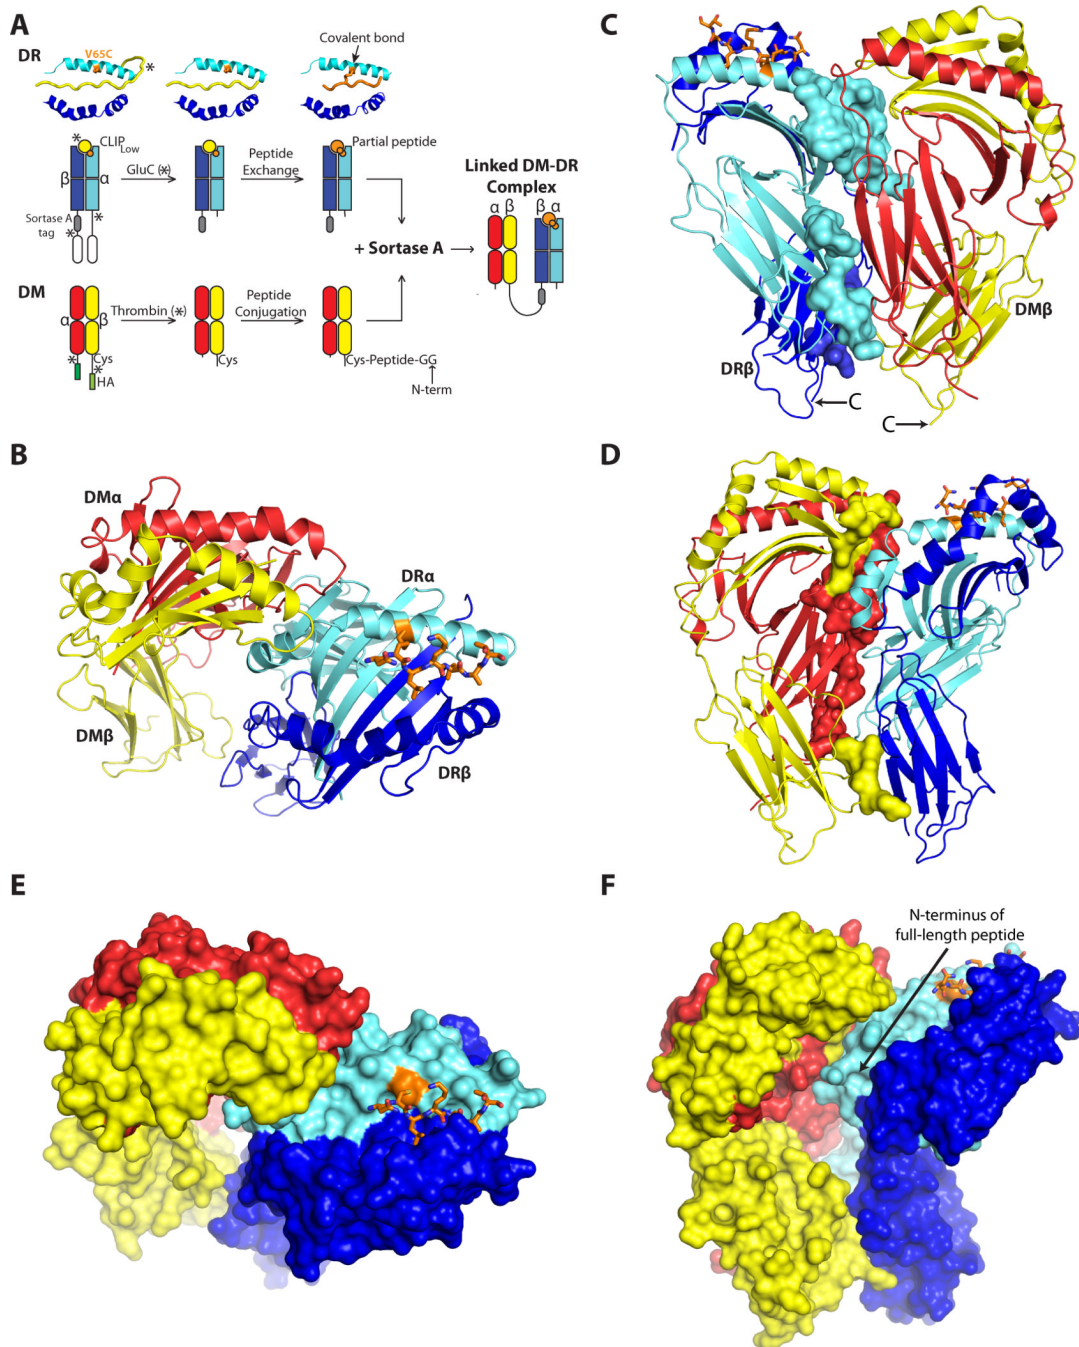 A
DR
V65C
*
Covalent bond
*
CLIP Low
β
α
GluC (*)
Peptide
Exchange
Partial peptide
Sortase A
tag
*
*
+ Sortase A
Linked DM-DR
Complex
α β
β α
DM
α
β
Thrombin (*)
Peptide
Conjugation
Cys
*
*
HA
Cys
Cys-Peptide-GG
N-term
B
DMα
DRα
DMβ
DRβ
C
DMβ
DRβ
C
C
D
E
F
N-terminus of
full-length peptide